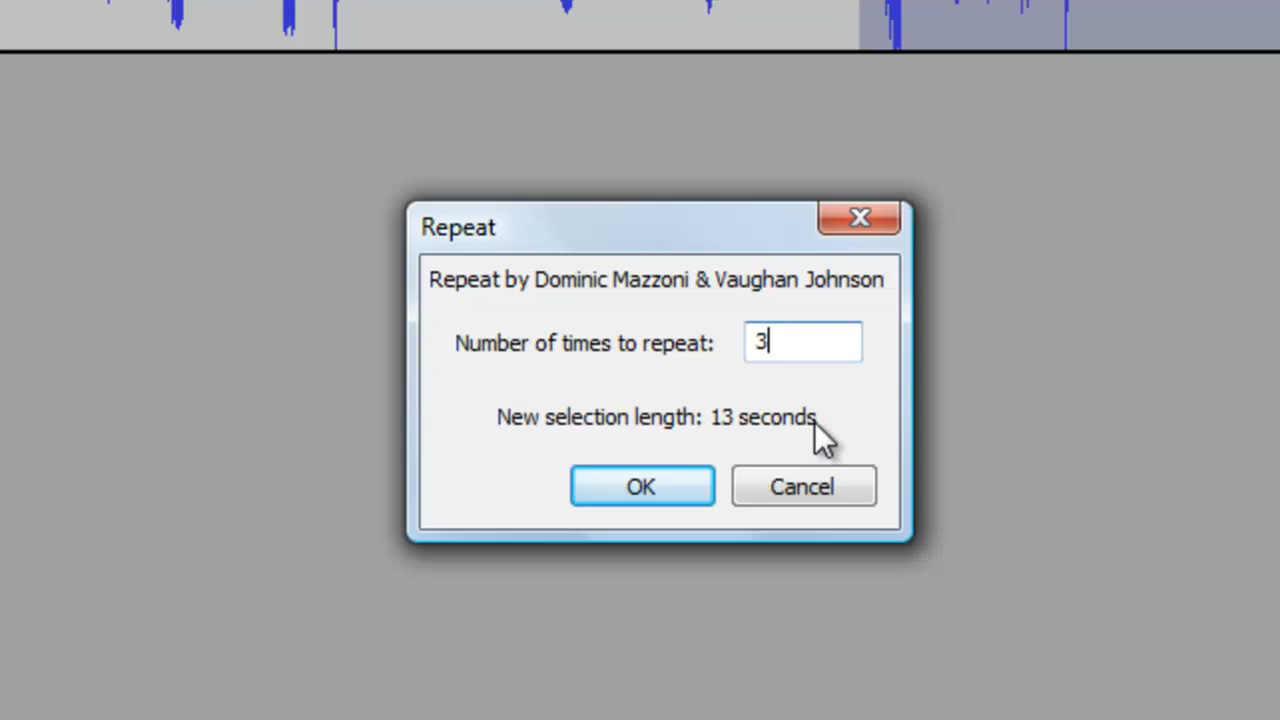 Repeat
Repeat by Dominic Mazzoni & Vaughan Johnson
Number of times to repeat: 3
New selection length: 13 seconds
OK Cancel